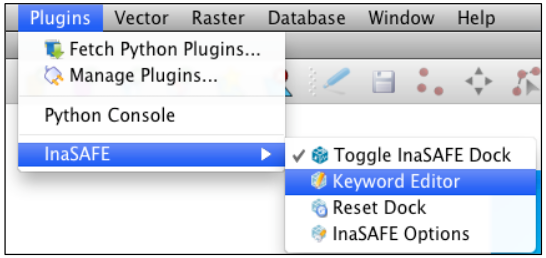 Plugins Vector Raster Database Window Help
Fetch Python Plugins...
Manage Plugins...
Python Console
InaSAFE
Toggle InaSAFE Dock
Keyword Editor
Reset Dock
InaSAFE Options